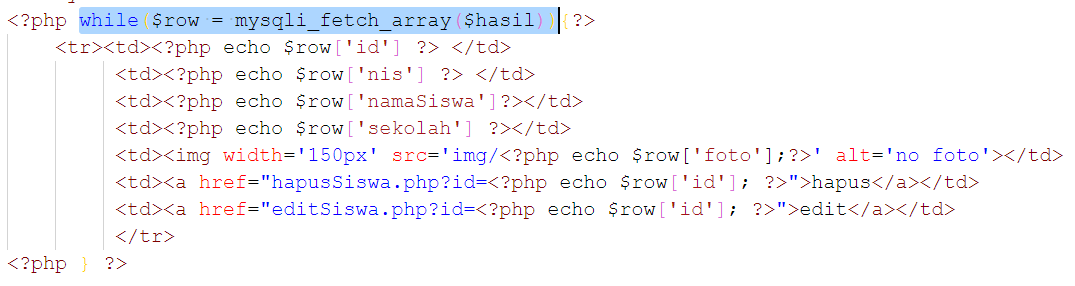 <?php while($row = mysqli_fetch_array($hasil)){?>
<tr><td><?php echo $row['id'] ?> </td>
<td><?php echo $row['nis'] ?> </td>
<td><?php echo $row['namaSiswa']?></td>
<td><?php echo $row['sekolah'] ?></td>
<td><img width='150px' src='img/<?php echo $row['foto'];?>' alt='no foto'></td>
<td><a href="hapusSiswa.php?id=<?php echo $row['id']; ?>">hapus</a></td>
<td><a href="editSiswa.php?id=<?php echo $row['id']; ?>">edit</a></td>
</tr>
<?php } ?>